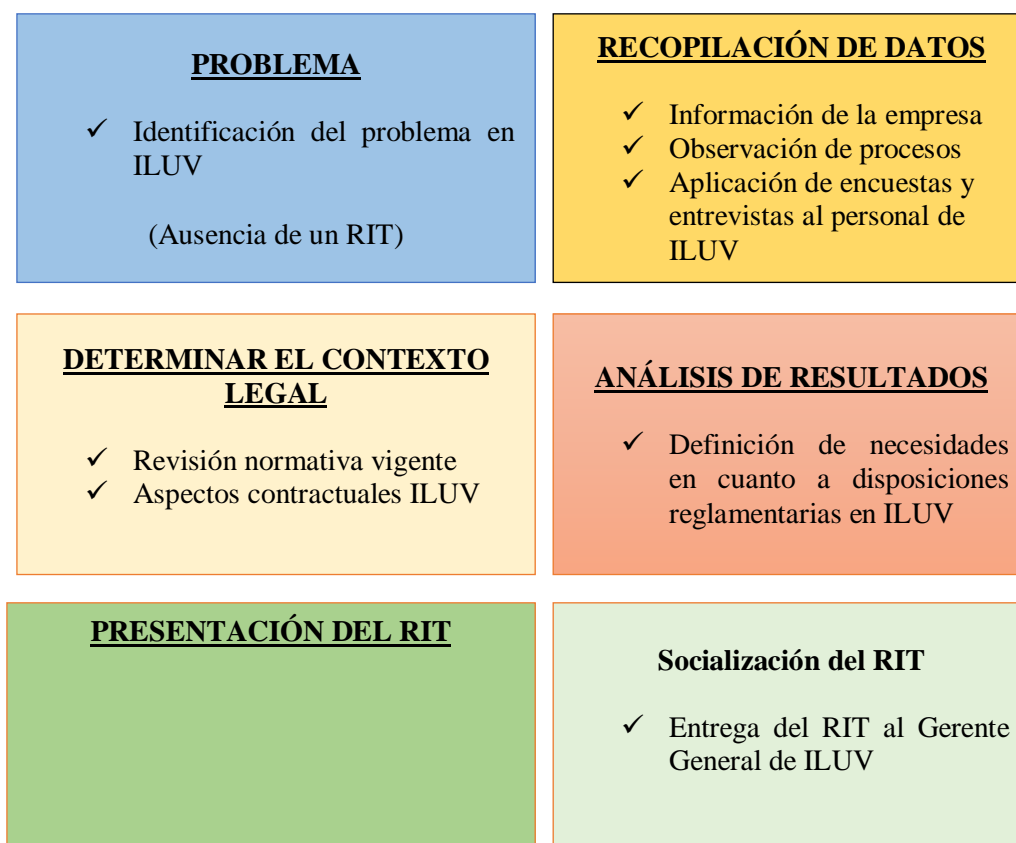 PROBLEMA
✓ Identificación del problema en
ILUV
(Ausencia de un RIT)
RECOPILACIÓN DE DATOS
✓ Información de la empresa
✓ Observación de procesos
✓ Aplicación de encuestas y
entrevistas al personal de
ILUV
DETERMINAR EL CONTEXTO
LEGAL
✓ Revisión normativa vigente
✓ Aspectos contractuales ILUV
ANÁLISIS DE RESULTADOS
✓ Definición de necesidades
en cuanto a disposiciones
reglamentarias en ILUV
PRESENTACIÓN DEL RIT
Socialización del RIT
✓ Entrega del RIT al Gerente
General de ILUV